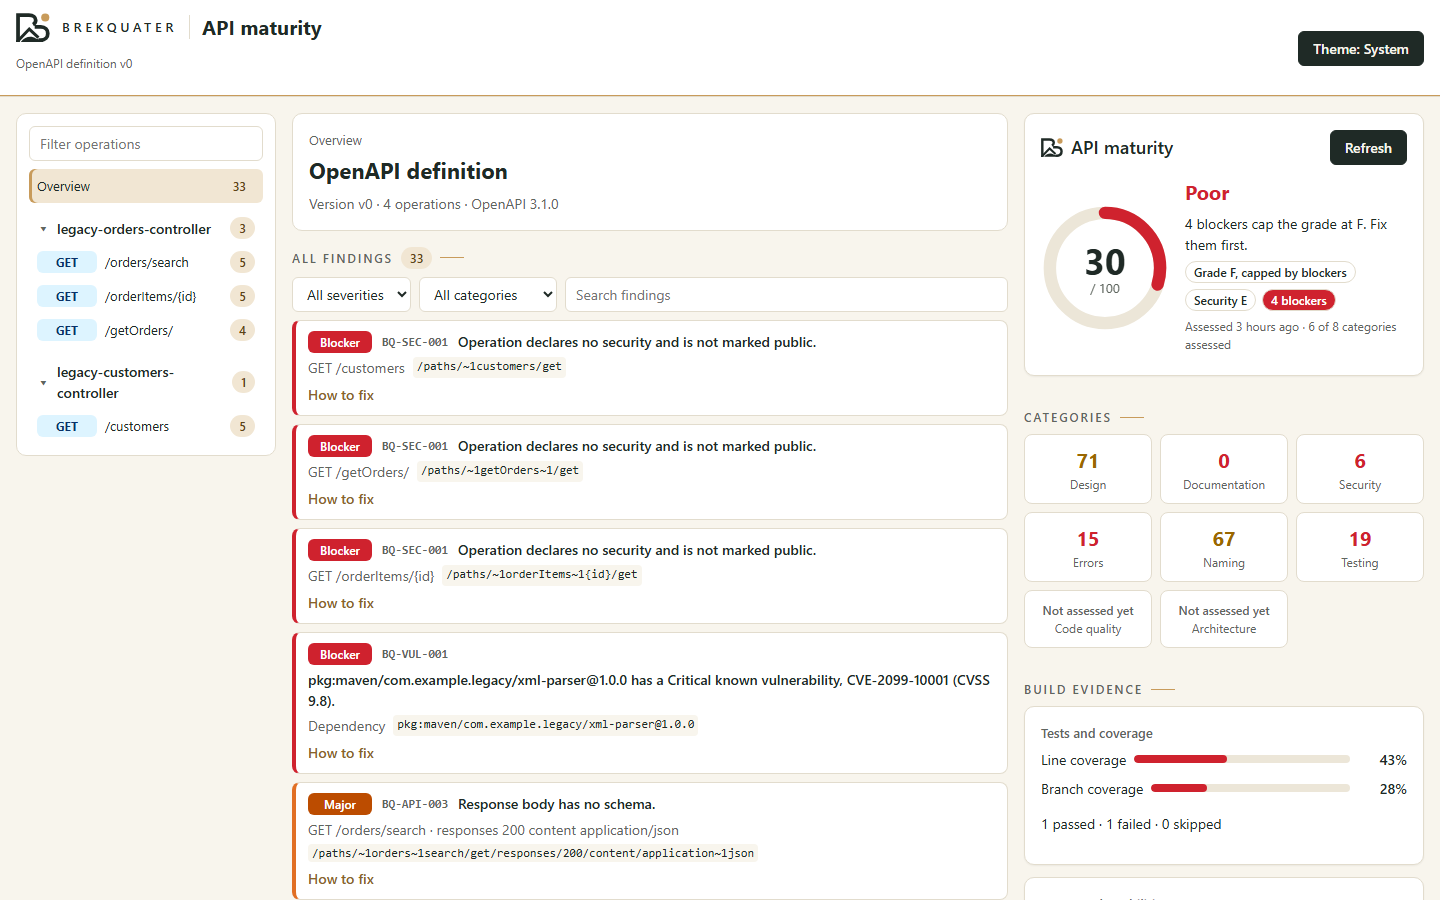 BREKQUATER
API maturity
OpenAPI definition v0
Theme: System
Filter operations
Overview 33
legacy-orders-controller 3
GET /orders/search 5
GET /orderItems/{id} 5
GET /getOrders/ 4
legacy-customers-
controller 1
GET /customers 5
Overview
OpenAPI definition
Version v0 · 4 operations · OpenAPI 3.1.0
ALL FINDINGS 33
All severities
All categories
Search findings
Blocker BQ-SEC-001 Operation declares no security and is not marked public.
GET /customers /paths/~1customers/get
How to fix
Blocker BQ-SEC-001 Operation declares no security and is not marked public.
GET /getOrders/ /paths/~1getOrders~1/get
How to fix
Blocker BQ-SEC-001 Operation declares no security and is not marked public.
GET /orderItems/{id} /paths/~1orderItems~1{id}/get
How to fix
Blocker BQ-VUL-001
pkg:maven/com.example.legacy/xml-parser@1.0.0 has a Critical known vulnerability, CVE-2099-10001 (CVSS
9.8).
Dependency pkg:maven/com.example.legacy/xml-parser@1.0.0
How to fix
Major BQ-API-003 Response body has no schema.
GET /orders/search · responses 200 content application/json
/paths/~1orders~1search/get/responses/200/content/application~1json
How to fix
API maturity
Refresh
30
/ 100
Poor
4 blockers cap the grade at F. Fix
them first.
Grade F, capped by blockers
Security E 4 blockers
Assessed 3 hours ago · 6 of 8 categories
assessed
CATEGORIES
71
Design
0
Documentation
6
Security
15
Errors
67
Naming
19
Testing
Not assessed yet
Code quality
Not assessed yet
Architecture
BUILD EVIDENCE
Tests and coverage
Line coverage 43%
Branch coverage 28%
1 passed · 1 failed · 0 skipped